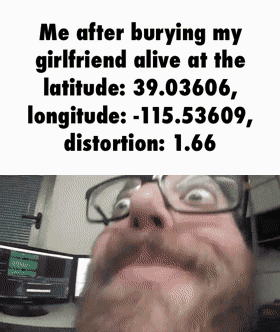 Me after burying my
girlfriend alive at the
latitude: 39.03606,
longitude: -115.53609,
distortion: 1.66